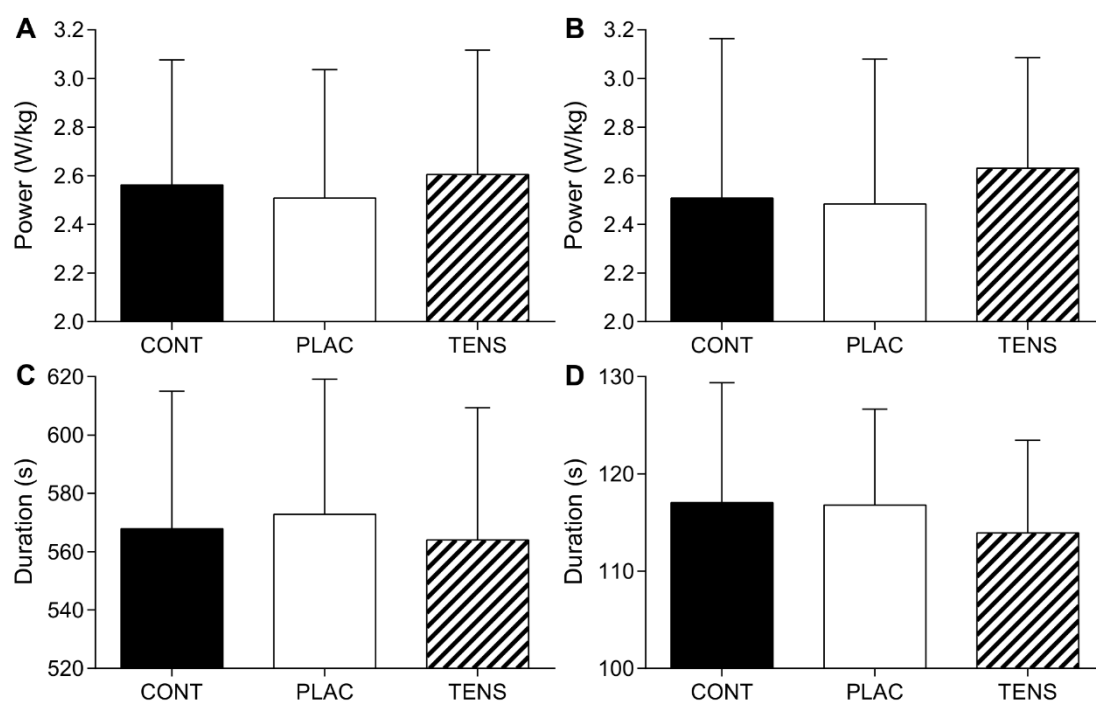 A
Power (W/kg)
3.2
3.0
2.8
2.6
2.4
2.2
2.0
CONT PLAC TENS
B
Power (W/kg)
3.2
3.0
2.8
2.6
2.4
2.2
2.0
CONT PLAC TENS
C
Duration (s)
620
600
580
560
540
520
CONT PLAC TENS
D
Duration (s)
130
120
110
100
CONT PLAC TENS